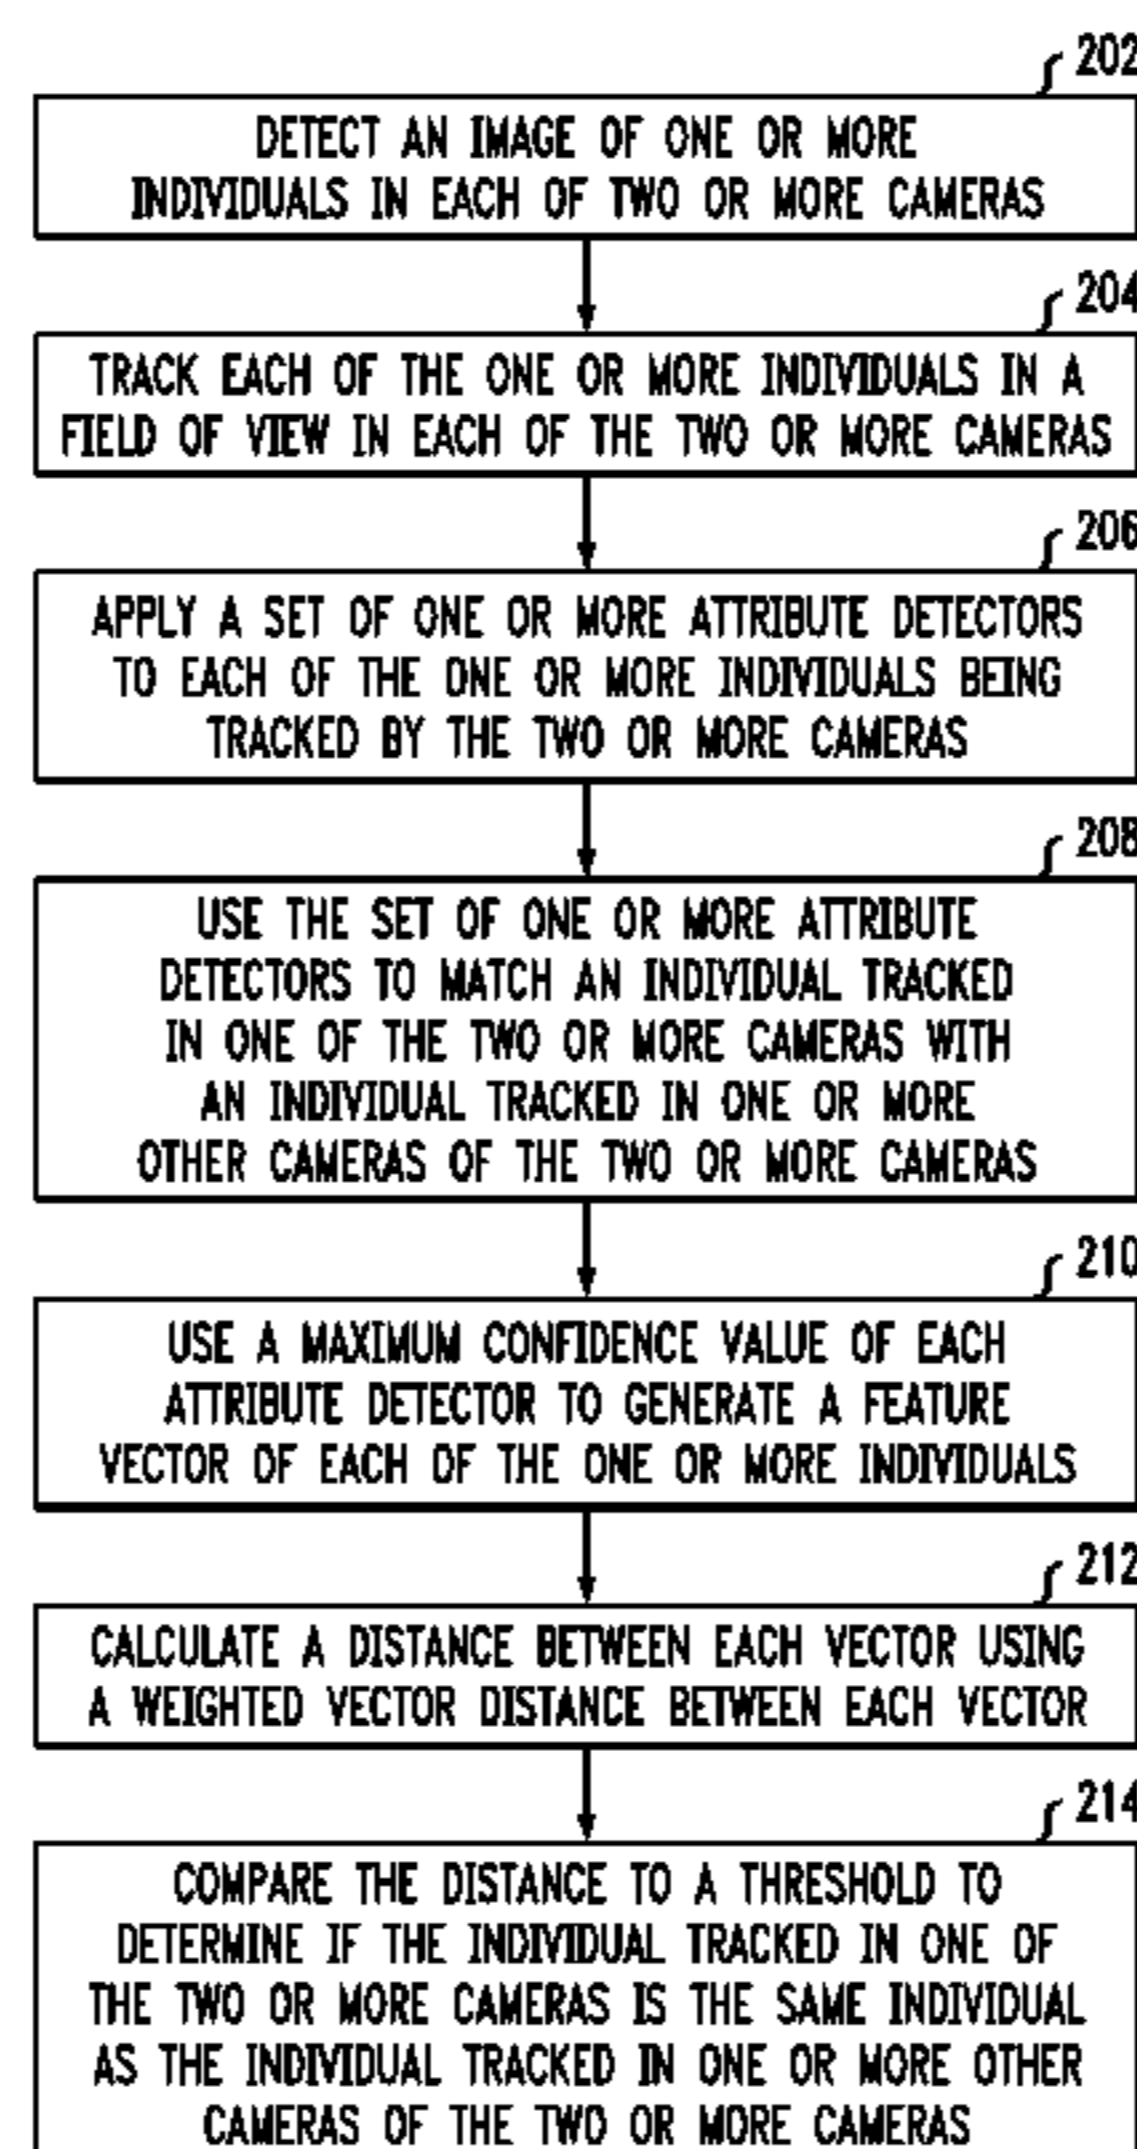 202
DETECT AN IMAGE OF ONE OR MORE
INDIVIDUALS IN EACH OF TWO OR MORE CAMERAS
204
TRACK EACH OF THE ONE OR MORE INDIVIDUALS IN A
FIELD OF VIEW IN EACH OF THE TWO OR MORE CAMERAS
206
APPLY A SET OF ONE OR MORE ATTRIBUTE DETECTORS
TO EACH OF THE ONE OR MORE INDIVIDUALS BEING
TRACKED BY THE TWO OR MORE CAMERAS
208
USE THE SET OF ONE OR MORE ATTRIBUTE
DETECTORS TO MATCH AN INDIVIDUAL TRACKED
IN ONE OF THE TWO OR MORE CAMERAS WITH
AN INDIVIDUAL TRACKED IN ONE OR MORE
OTHER CAMERAS OF THE TWO OR MORE CAMERAS
210
USE A MAXIMUM CONFIDENCE VALUE OF EACH
ATTRIBUTE DETECTOR TO GENERATE A FEATURE
VECTOR OF EACH OF THE ONE OR MORE INDIVIDUALS
212
CALCULATE A DISTANCE BETWEEN EACH VECTOR USING
A WEIGHTED VECTOR DISTANCE BETWEEN EACH VECTOR
214
COMPARE THE DISTANCE TO A THRESHOLD TO
DETERMINE IF THE INDIVIDUAL TRACKED IN ONE OF
THE TWO OR MORE CAMERAS IS THE SAME INDIVIDUAL
AS THE INDIVIDUAL TRACKED IN ONE OR MORE OTHER
CAMERAS OF THE TWO OR MORE CAMERAS